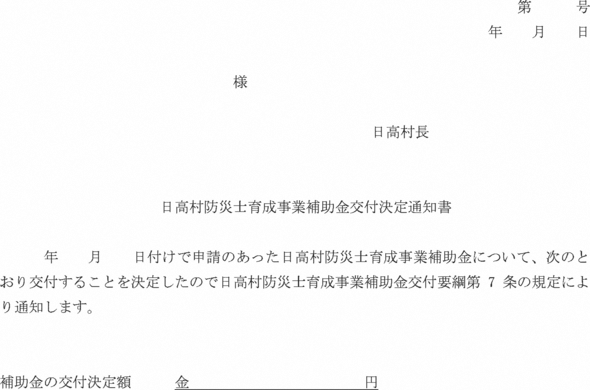 第　　　号
年　　月　　日
様
日高村長
日高村防災士育成事業補助金交付決定通知書
年　　月　　日付けで申請のあった日高村防災士育成事業補助金について、次のと
おり交付することを決定したので日高村防災士育成事業補助金交付要綱第 7 条の規定によ
り通知します。
補助金の交付決定額　　　金　　　　　　　　　　　　円